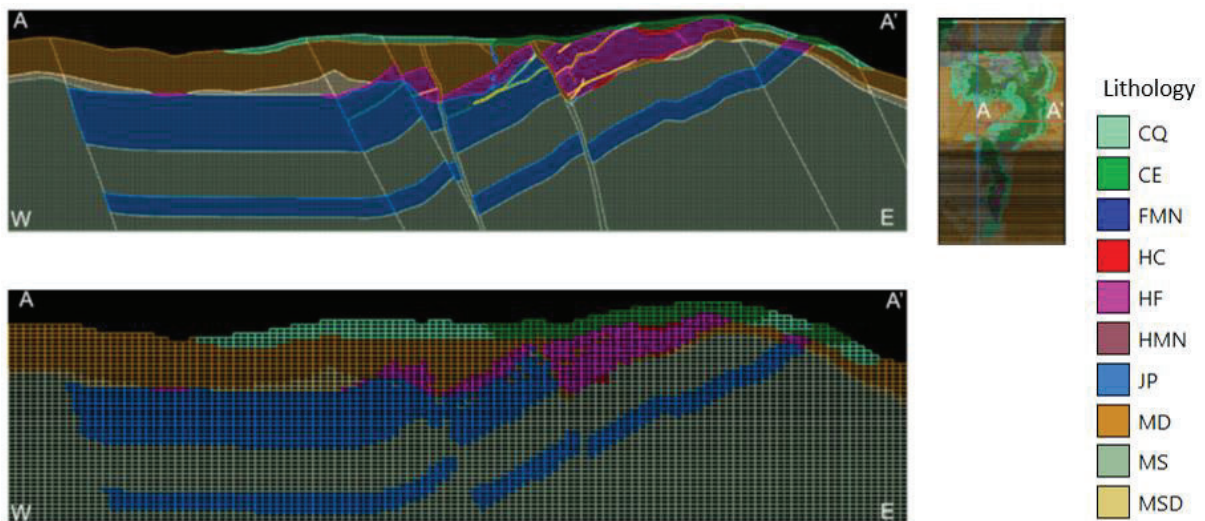 A A'
W E
A A'
Lithology
CQ
CE
FMN
HC
HF
HMN
JP
MD
MS
MSD
A A'
W E